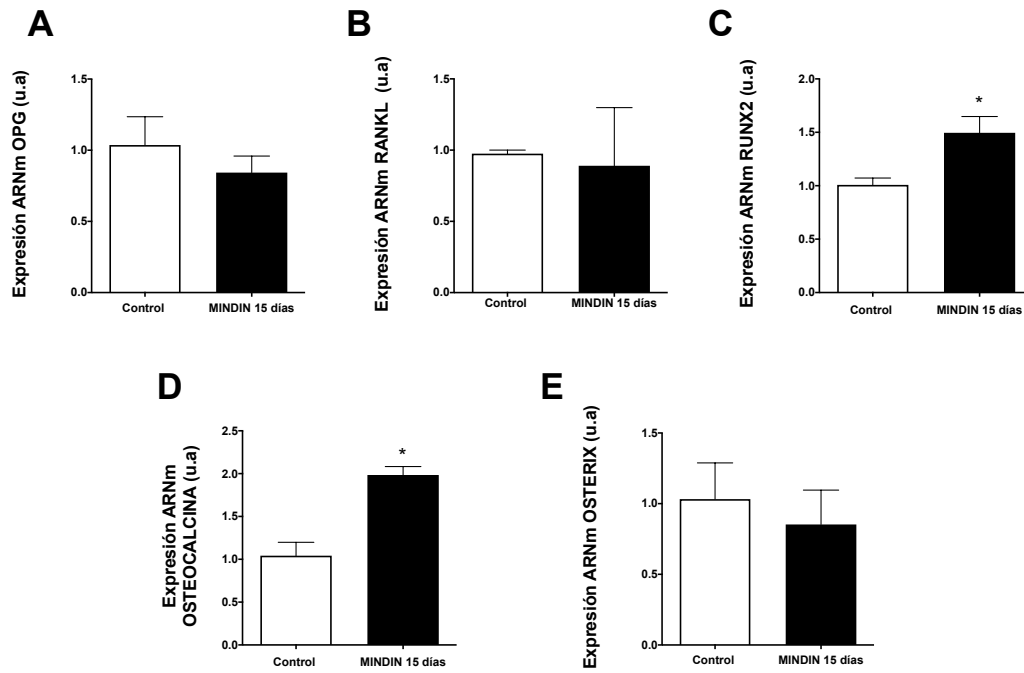 A
Expresión ARNm OPG (u.a)
1.5
1.0
0.5
0.0
Control
MINDIN 15 días
B
Expresión ARNm RANKL (u.a)
1.5
1.0
0.5
0.0
Control
MINDIN 15 días
C
Expresión ARNm RUNX2 (u.a)
2.0
1.5
1.0
0.5
0.0
*
Control
MINDIN 15 días
D
Expresión ARNm
OSTEOCALCINA (u.a)
2.5
2.0
1.5
1.0
0.5
0.0
*
Control
MINDIN 15 días
E
Expresión ARNm OSTERIX (u.a)
1.5
1.0
0.5
0.0
Control
MINDIN 15 días